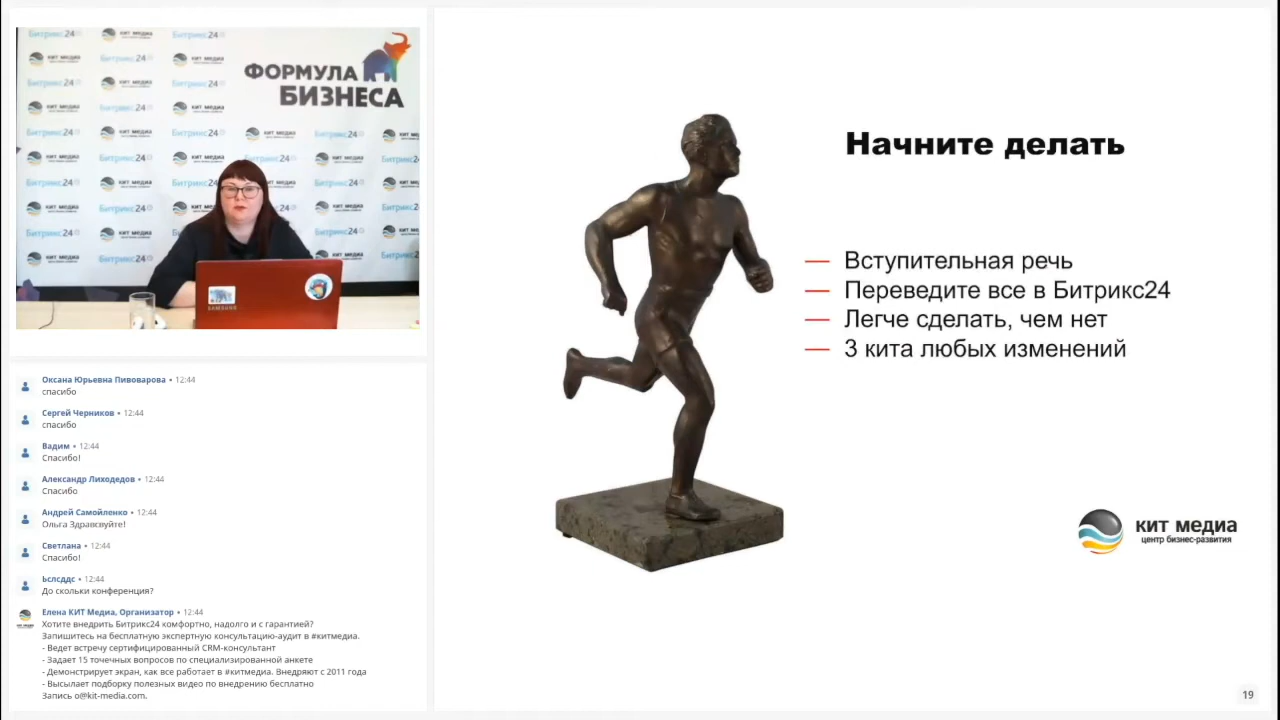 ФОРМУЛА
БИЗНЕСА
Битрикс24
КИТ МЕДИА
SAMSUNG
Оксана Юрьевна Пивоварова • 12:44
спасибо
Сергей Черников • 12:44
спасибо
Вадим • 12:44
Спасибо!
Александр Лиходедов • 12:44
Спасибо
Андрей Самойленко • 12:44
Ольга Здравзвуйте!
Светлана • 12:44
Спасибо!
Ьслсддс • 12:44
До скольки конференция?
Елена КИТ Медиа, Организатор • 12:44
Хотите внедрить Битрикс24 комфортно, надолго и с гарантией?
Запишитесь на бесплатную экспертную консультацию-аудит в #китмедиа.
- Ведет встречу сертифицированный CRM-консультант
- Задает 15 точечных вопросов по специализированной анкете
- Демонстрирует экран, как все работает в #китмедиа. Внедряют с 2011 года
- Высылает подборку полезных видео по внедрению бесплатно
Запись o@kit-media.com.
Начните делать
— Вступительная речь
— Переведите все в Битрикс24
— Легче сделать, чем нет
— 3 кита любых изменений
кит медиа
центр бизнес-развития
19